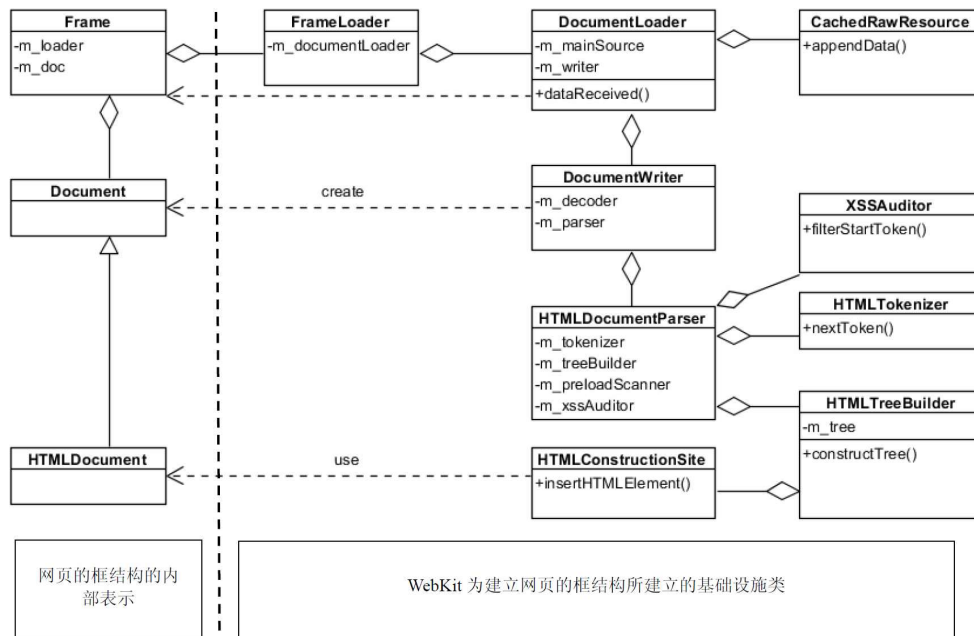 Frame
-m_loader
-m_doc
FrameLoader
-m_documentLoader
DocumentLoader
-m_mainSource
-m_writer
+dataReceived()
CachedRawResource
+appendData()
Document
create
DocumentWriter
-m_decoder
-m_parser
XSSAuditor
+filterStartToken()
HTMLDocumentParser
-m_tokenizer
-m_treeBuilder
-m_preloadScanner
-m_xssAuditor
HTMLTokenizer
+nextToken()
HTMLTreeBuilder
-m_tree
+constructTree()
HTMLDocument
use
HTMLConstructionSite
+insertHTMLElement()
网页的框结构的内
部表示
WebKit 为建立网页的框结构所建立的基础设施类